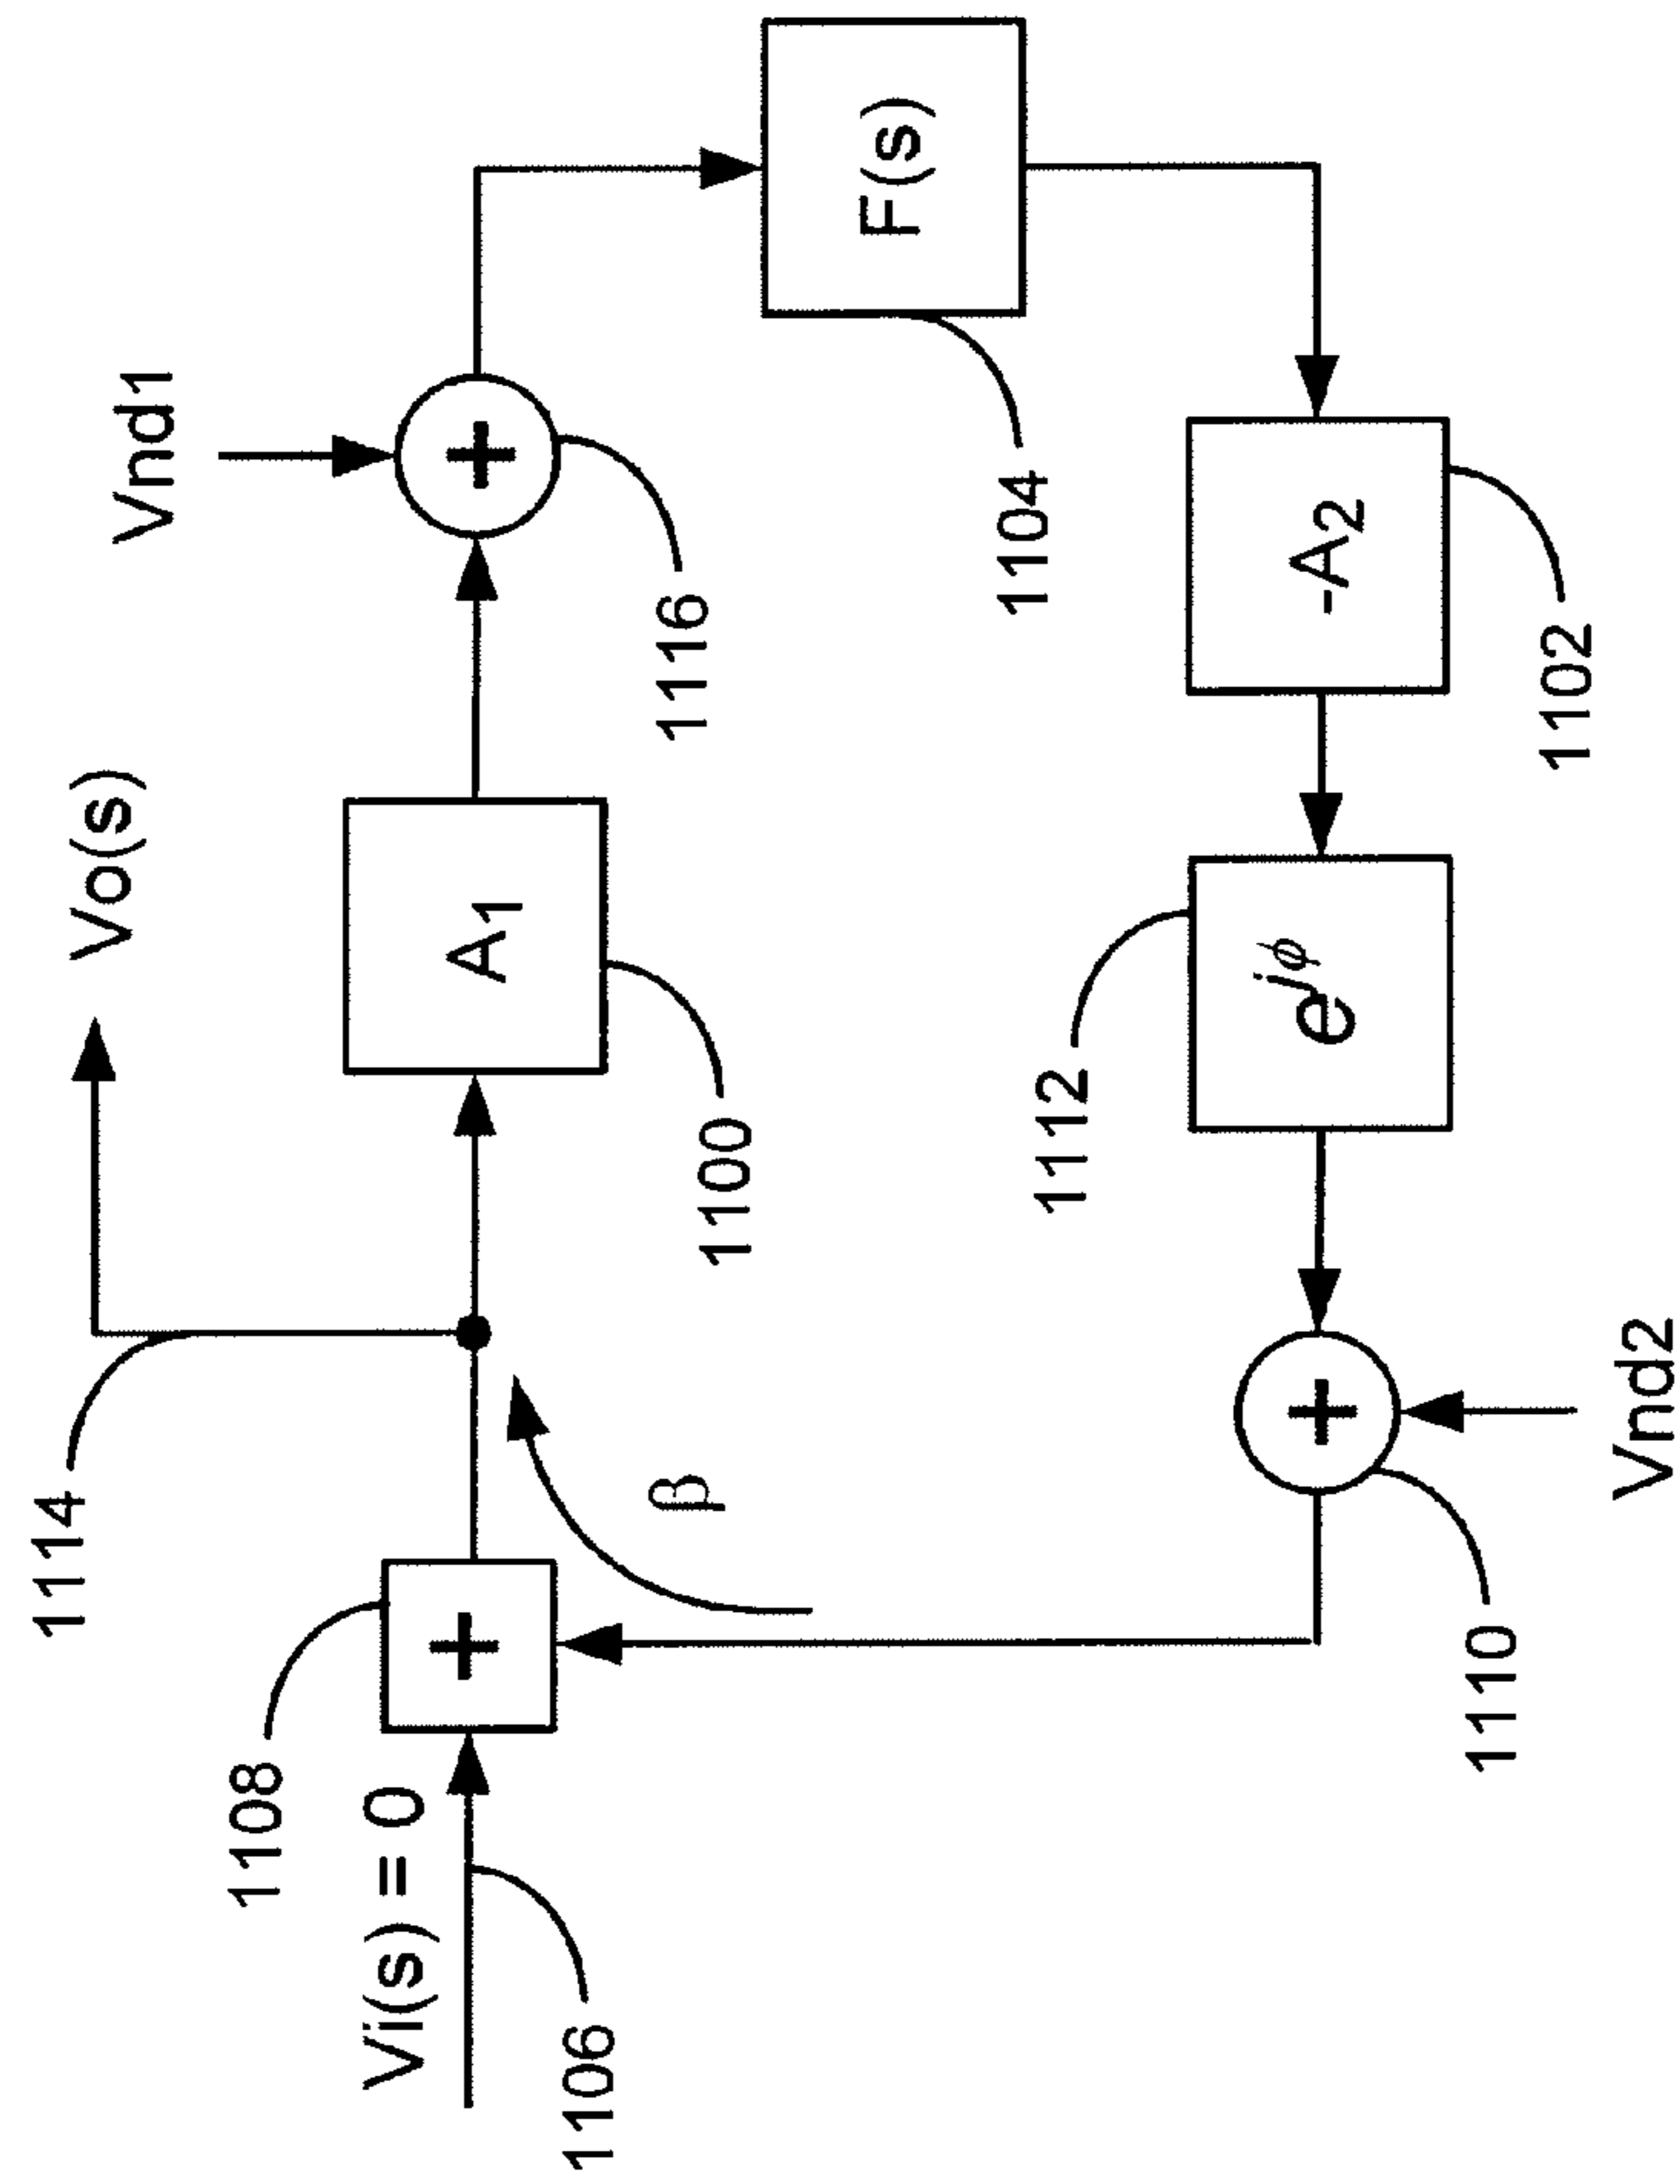 Vo(s)
Vnd1
1114
A1
1116
1108
Vi(s) = 0
β
1100
F(s)
1106
1112
1104
e^jϕ
-A2
1110
1102
Vnd2